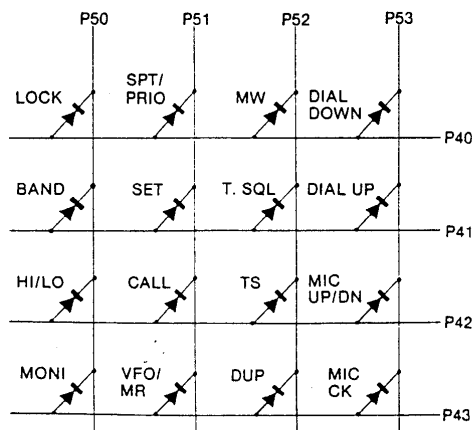 P50 P51 P52 P53
LOCK SPT/ PRIO MW DIAL DOWN
P40
BAND SET T. SQL DIAL UP
P41
HI/LO CALL TS MIC UP/DN
P42
MONI VFO/ MR DUP MIC CK
P43